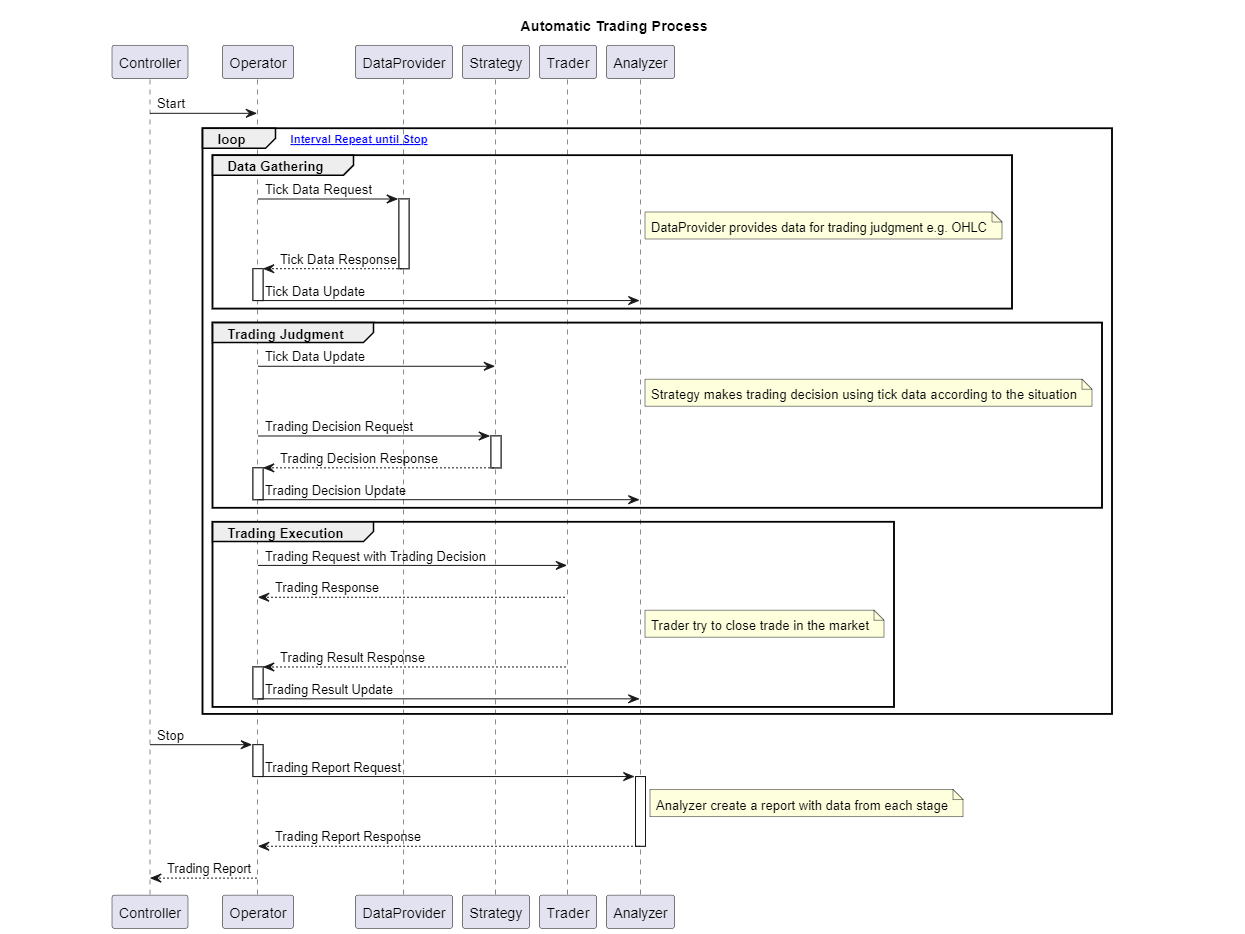 Automatic Trading Process
Controller Operator DataProvider Strategy Trader Analyzer
Start
loop Interval Repeat until Stop
Data Gathering
Tick Data Request
DataProvider provides data for trading judgment e.g. OHLC
Tick Data Response
Tick Data Update
Trading Judgment
Tick Data Update
Strategy makes trading decision using tick data according to the situation
Trading Decision Request
Trading Decision Response
Trading Decision Update
Trading Execution
Trading Request with Trading Decision
Trading Response
Trader try to close trade in the market
Trading Result Response
Trading Result Update
Stop
Trading Report Request
Analyzer create a report with data from each stage
Trading Report Response
Trading Report
Controller Operator DataProvider Strategy Trader Analyzer